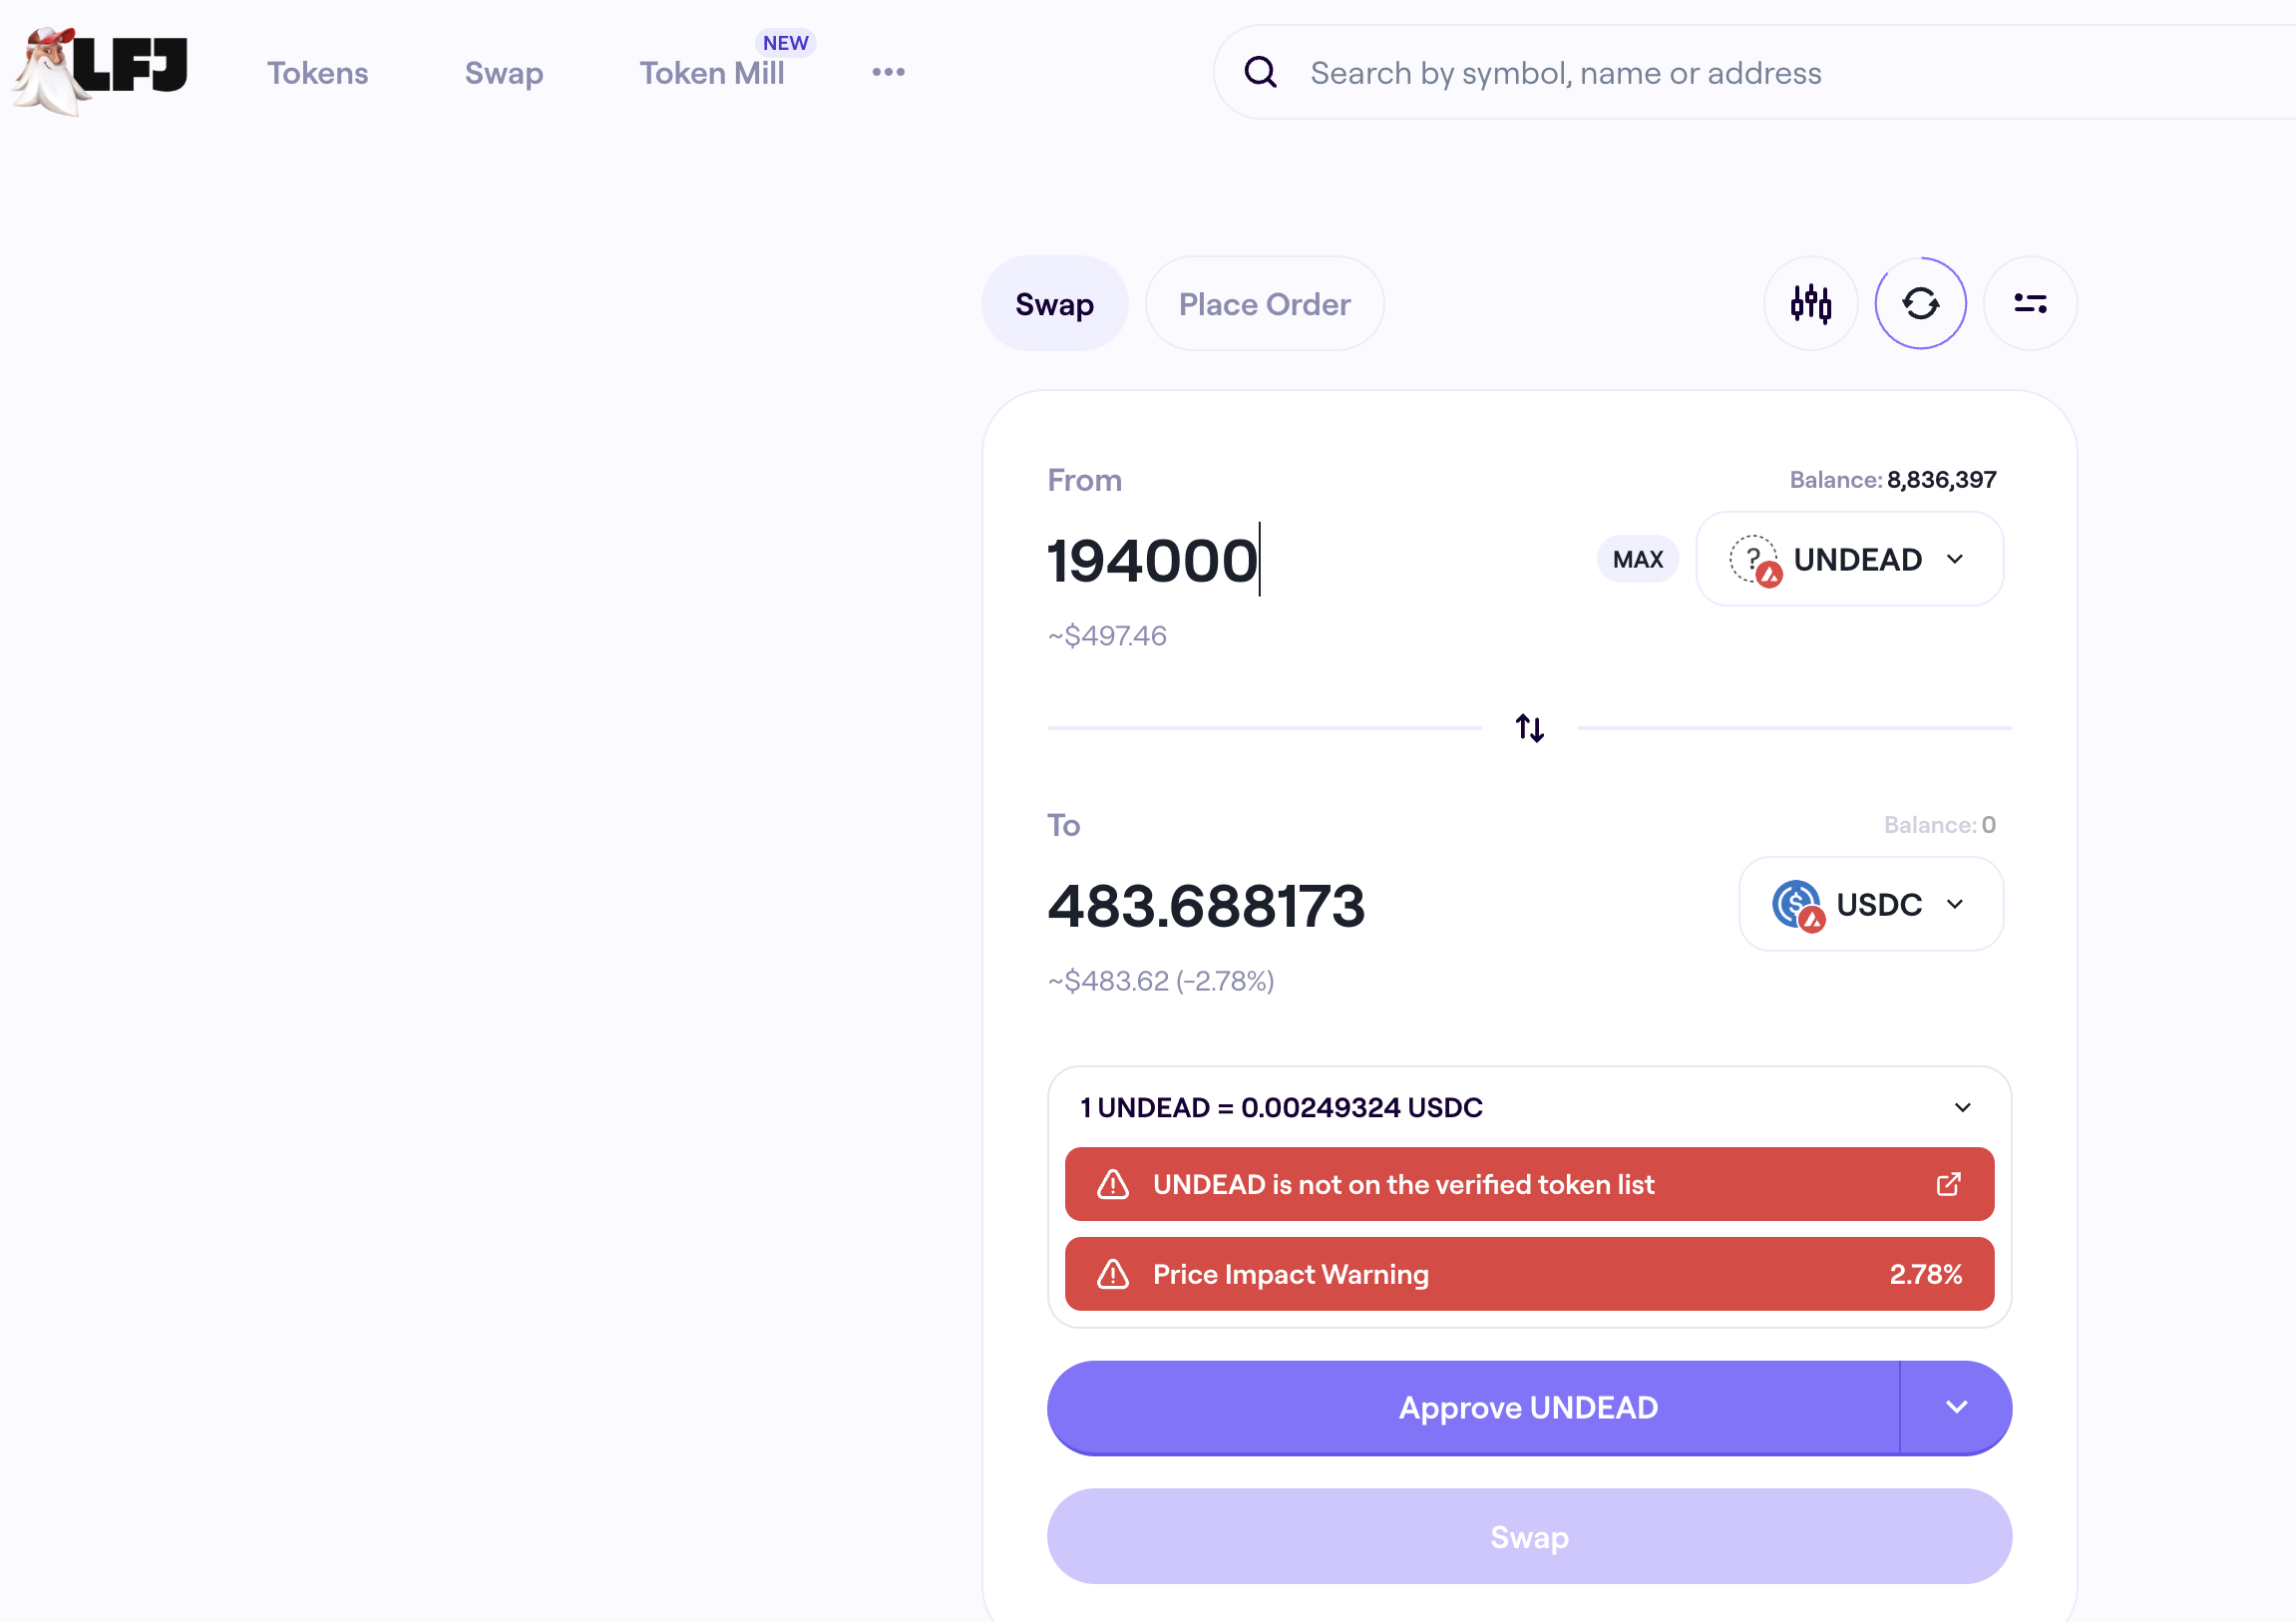 LFJ
Tokens
Swap
Token Mill
NEW
Search by symbol, name or address
Swap
Place Order
From
Balance: 8,836,397
194000
MAX
? UNDEAD
~$497.46
To
Balance: 0
483.688173
$ USDC
~$483.62 (-2.78%)
1 UNDEAD = 0.00249324 USDC
UNDEAD is not on the verified token list
Price Impact Warning 2.78%
Approve UNDEAD
Swap